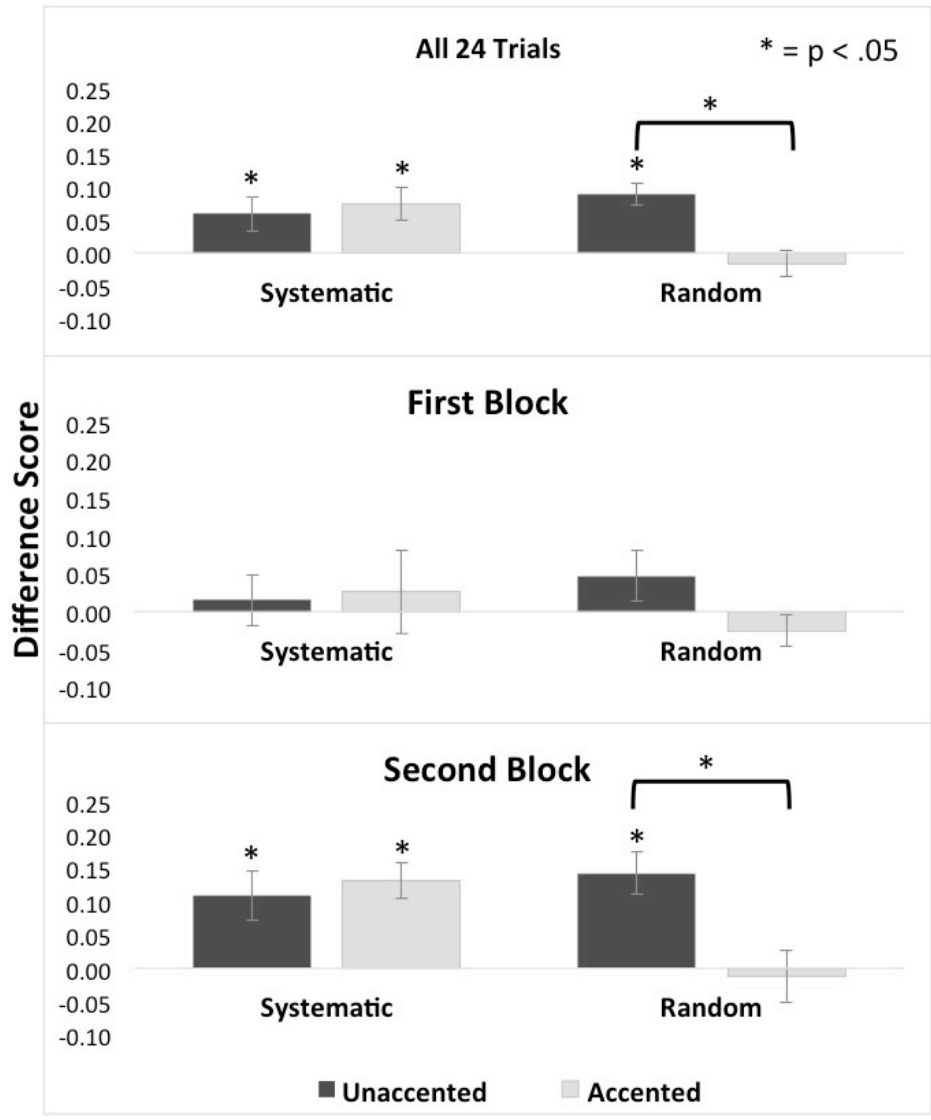 All 24 Trials
* = p < .05
0.25
0.20
0.15
0.10
0.05
0.00
-0.05
-0.10
*
*
*
*
Systematic
Random
Difference Score
First Block
0.25
0.20
0.15
0.10
0.05
0.00
-0.05
-0.10
Systematic
Random
Second Block
0.25
0.20
0.15
0.10
0.05
0.00
-0.05
-0.10
*
*
*
*
Systematic
Random
Unaccented
Accented